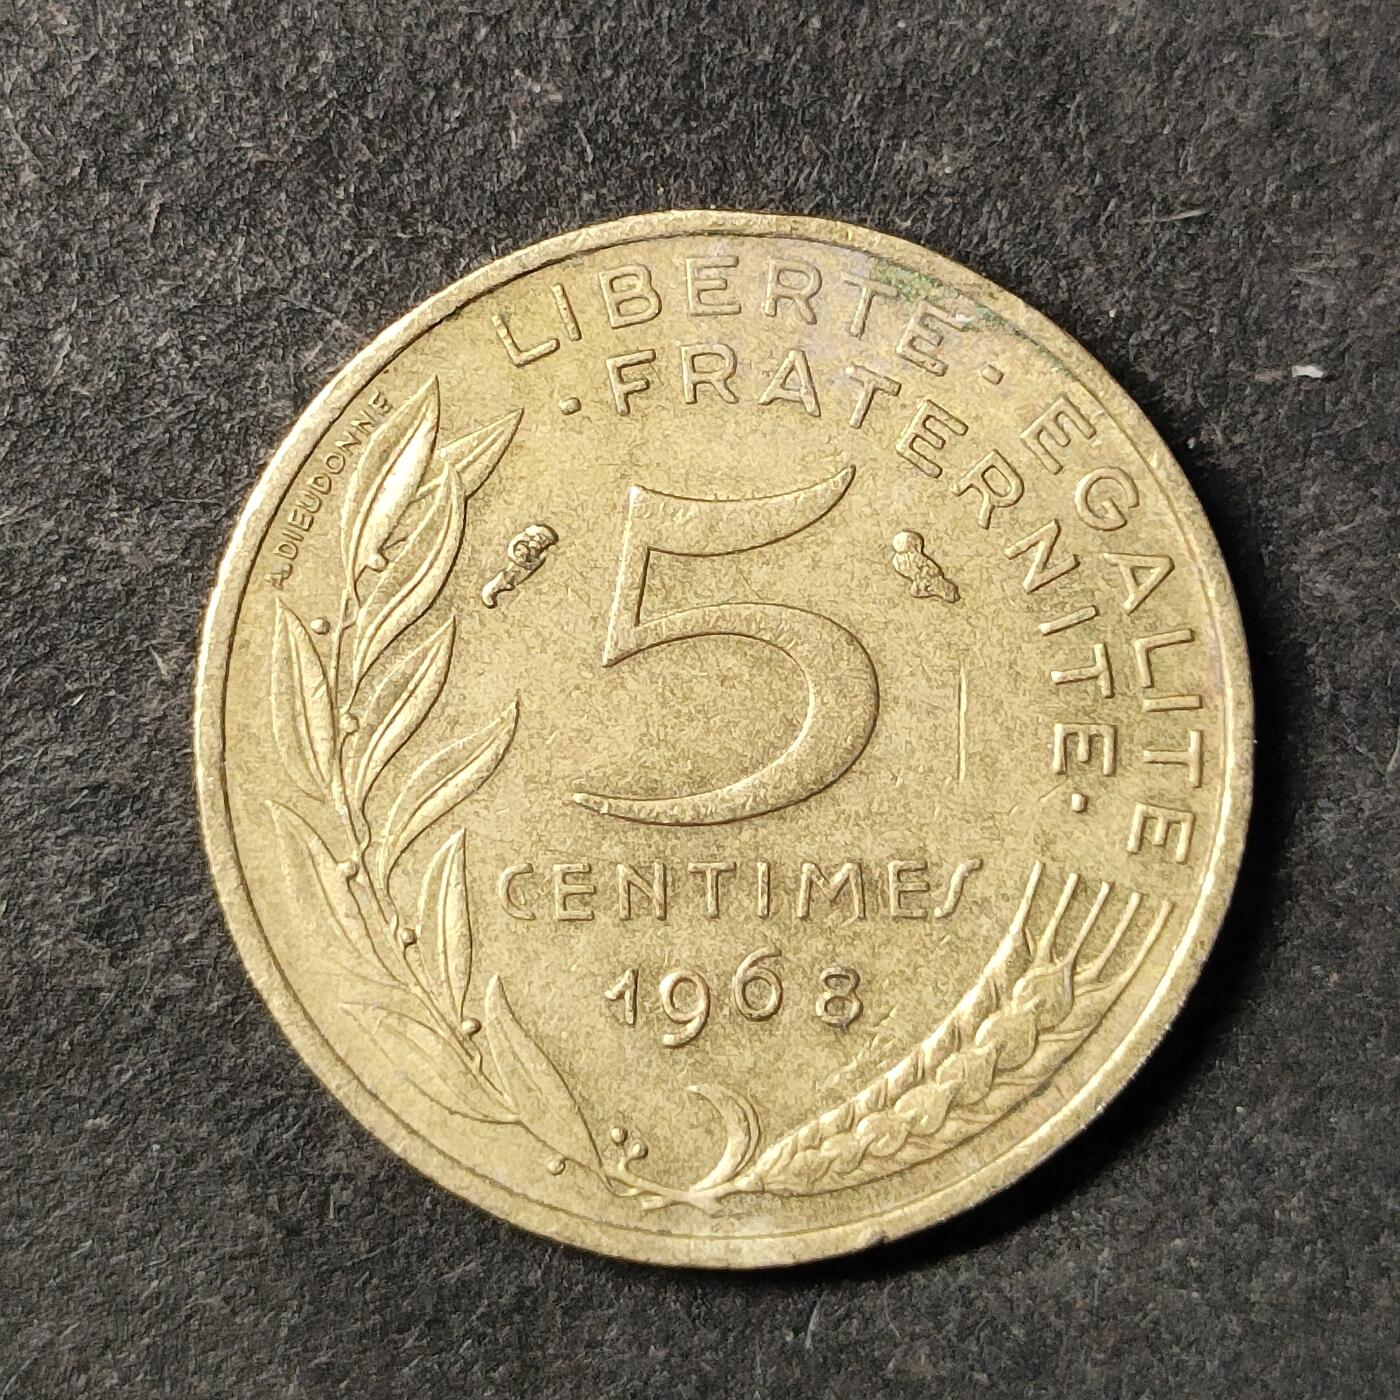 LIBERTE · EGALITE
· FRATERNITE ·
A. DIEUDONNE
5
CENTIMES
1968